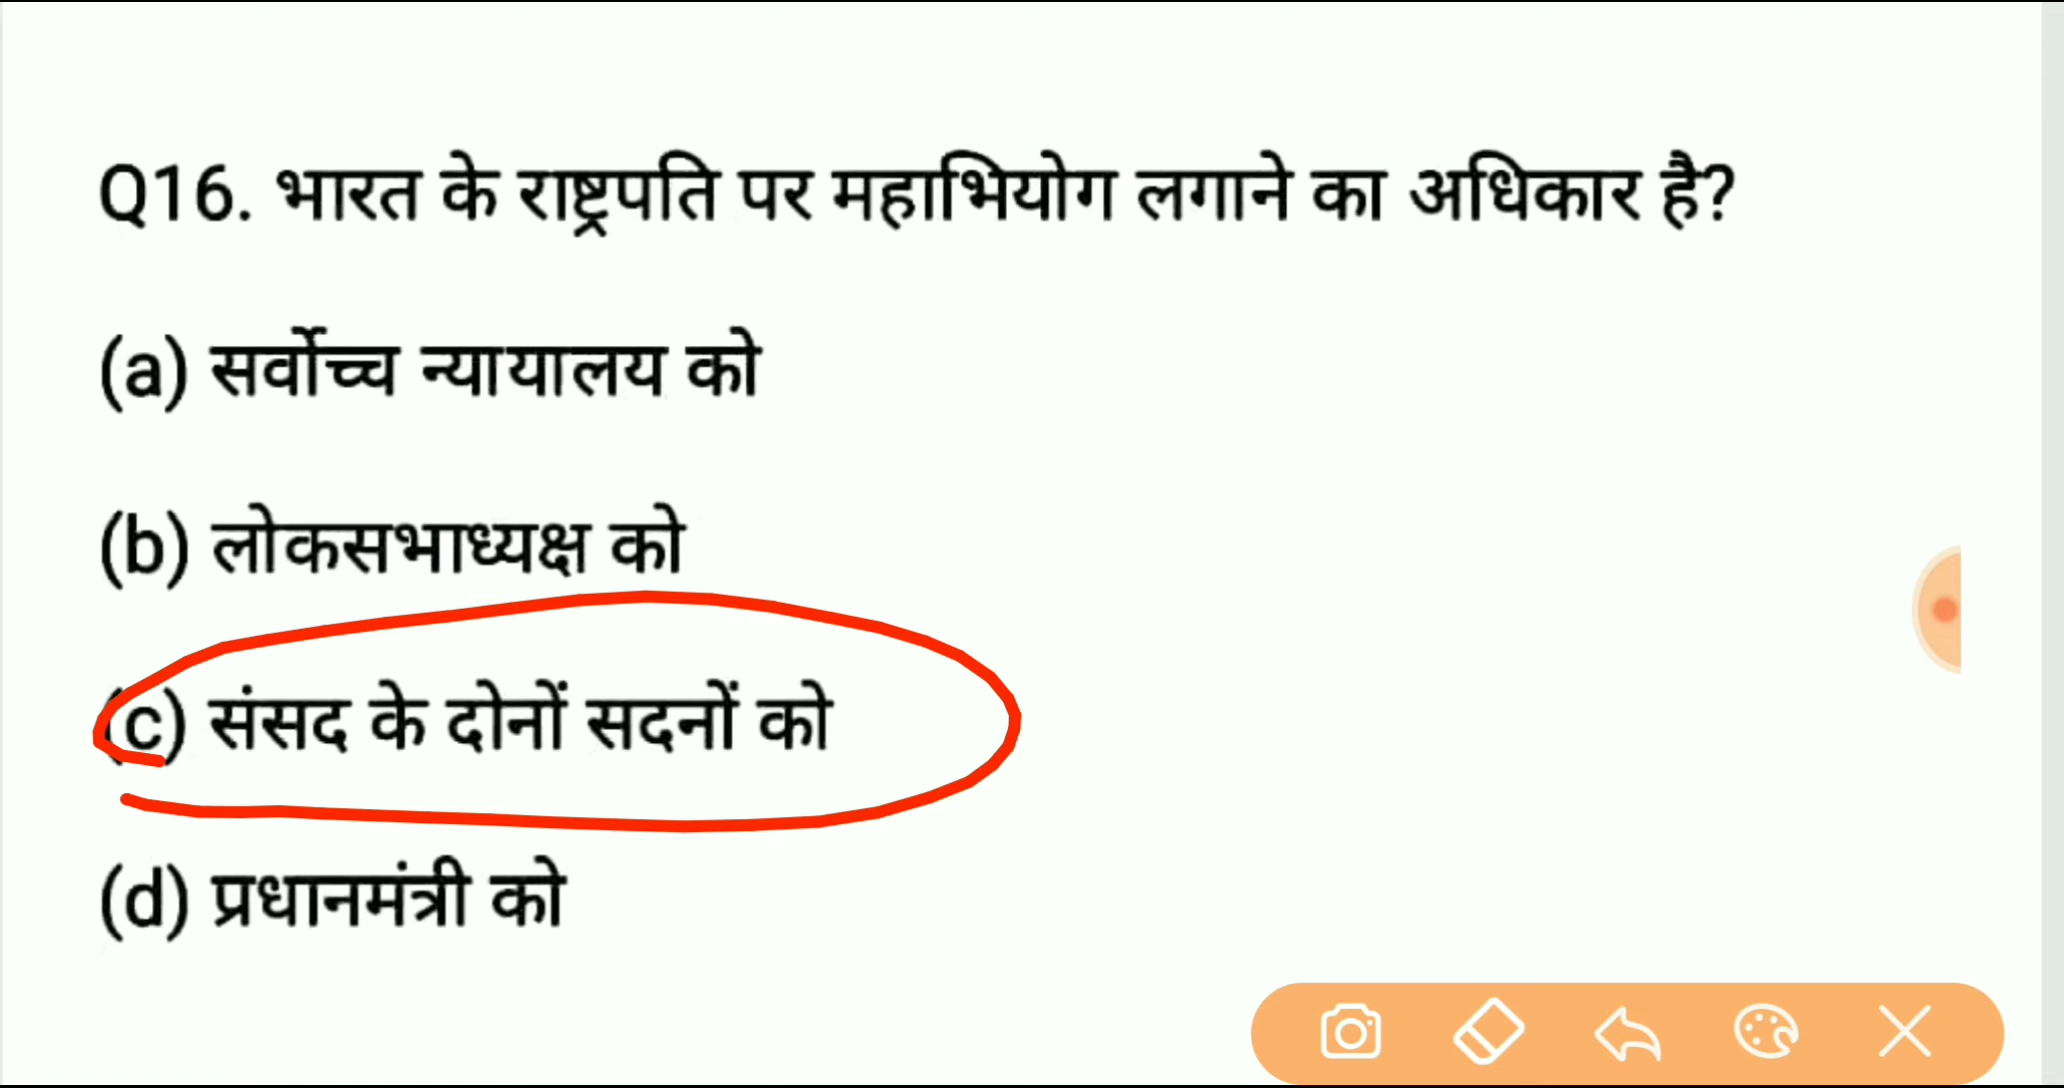 Q16. भारत के राष्ट्रपति पर महाभियोग लगाने का अधिकार है?
(a) सर्वोच्च न्यायालय को
(b) लोकसभाध्यक्ष को
(c) संसद के दोनों सदनों को
(d) प्रधानमंत्री को